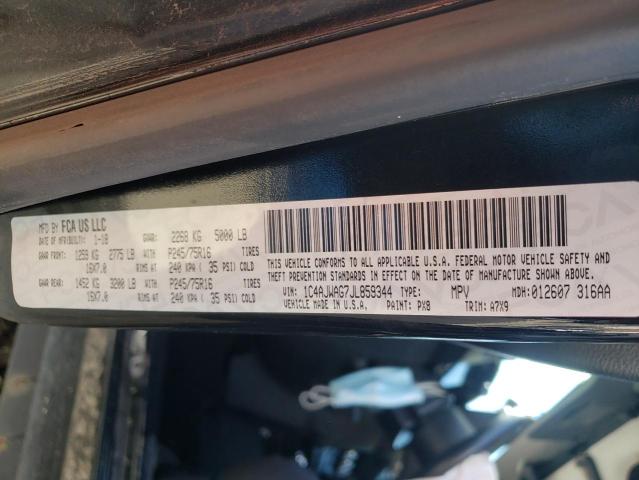 MFD BY FCA US LLC
DATE OF MFR(BUILT): 1-18 GVWR: 2268 KG 5000 LB
GAWR FRONT: 1259 KG 2775 LB P245/75R16 TIRES
16X7.0 RIMS AT 240 KPA ( 35 PSI) COLD
GAWR REAR: 1452 KG 3200 LB P245/75R16 TIRES
16X7.0 RIMS AT 240 KPA ( 35 PSI) COLD
THIS VEHICLE CONFORMS TO ALL APPLICABLE U.S.A. FEDERAL MOTOR VEHICLE SAFETY AND
THEFT PREVENTION STANDARDS IN EFFECT ON THE DATE OF MANUFACTURE SHOWN ABOVE.
VIN: 1C4AJWAG7JL859344 TYPE: MPV MDH: 012607 316AA
VEHICLE MADE IN U.S.A. PAINT: PX8 TRIM: A7X9